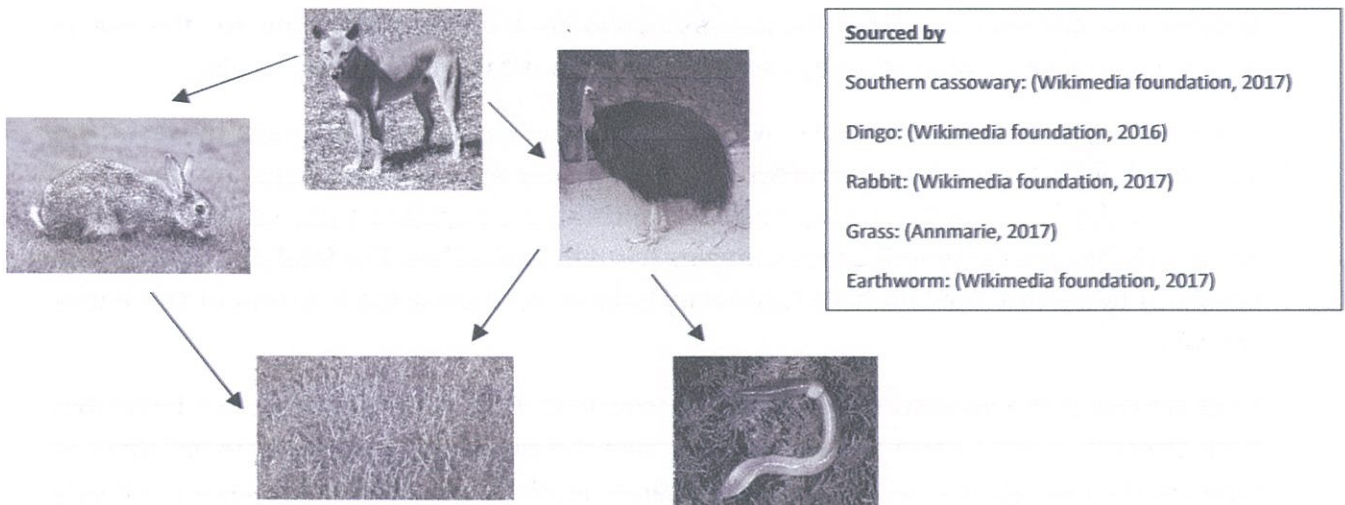 Sourced by
Southern cassowary: (Wikimedia foundation, 2017)
Dingo: (Wikimedia foundation, 2016)
Rabbit: (Wikimedia foundation, 2017)
Grass: (Annmarie, 2017)
Earthworm: (Wikimedia foundation, 2017)